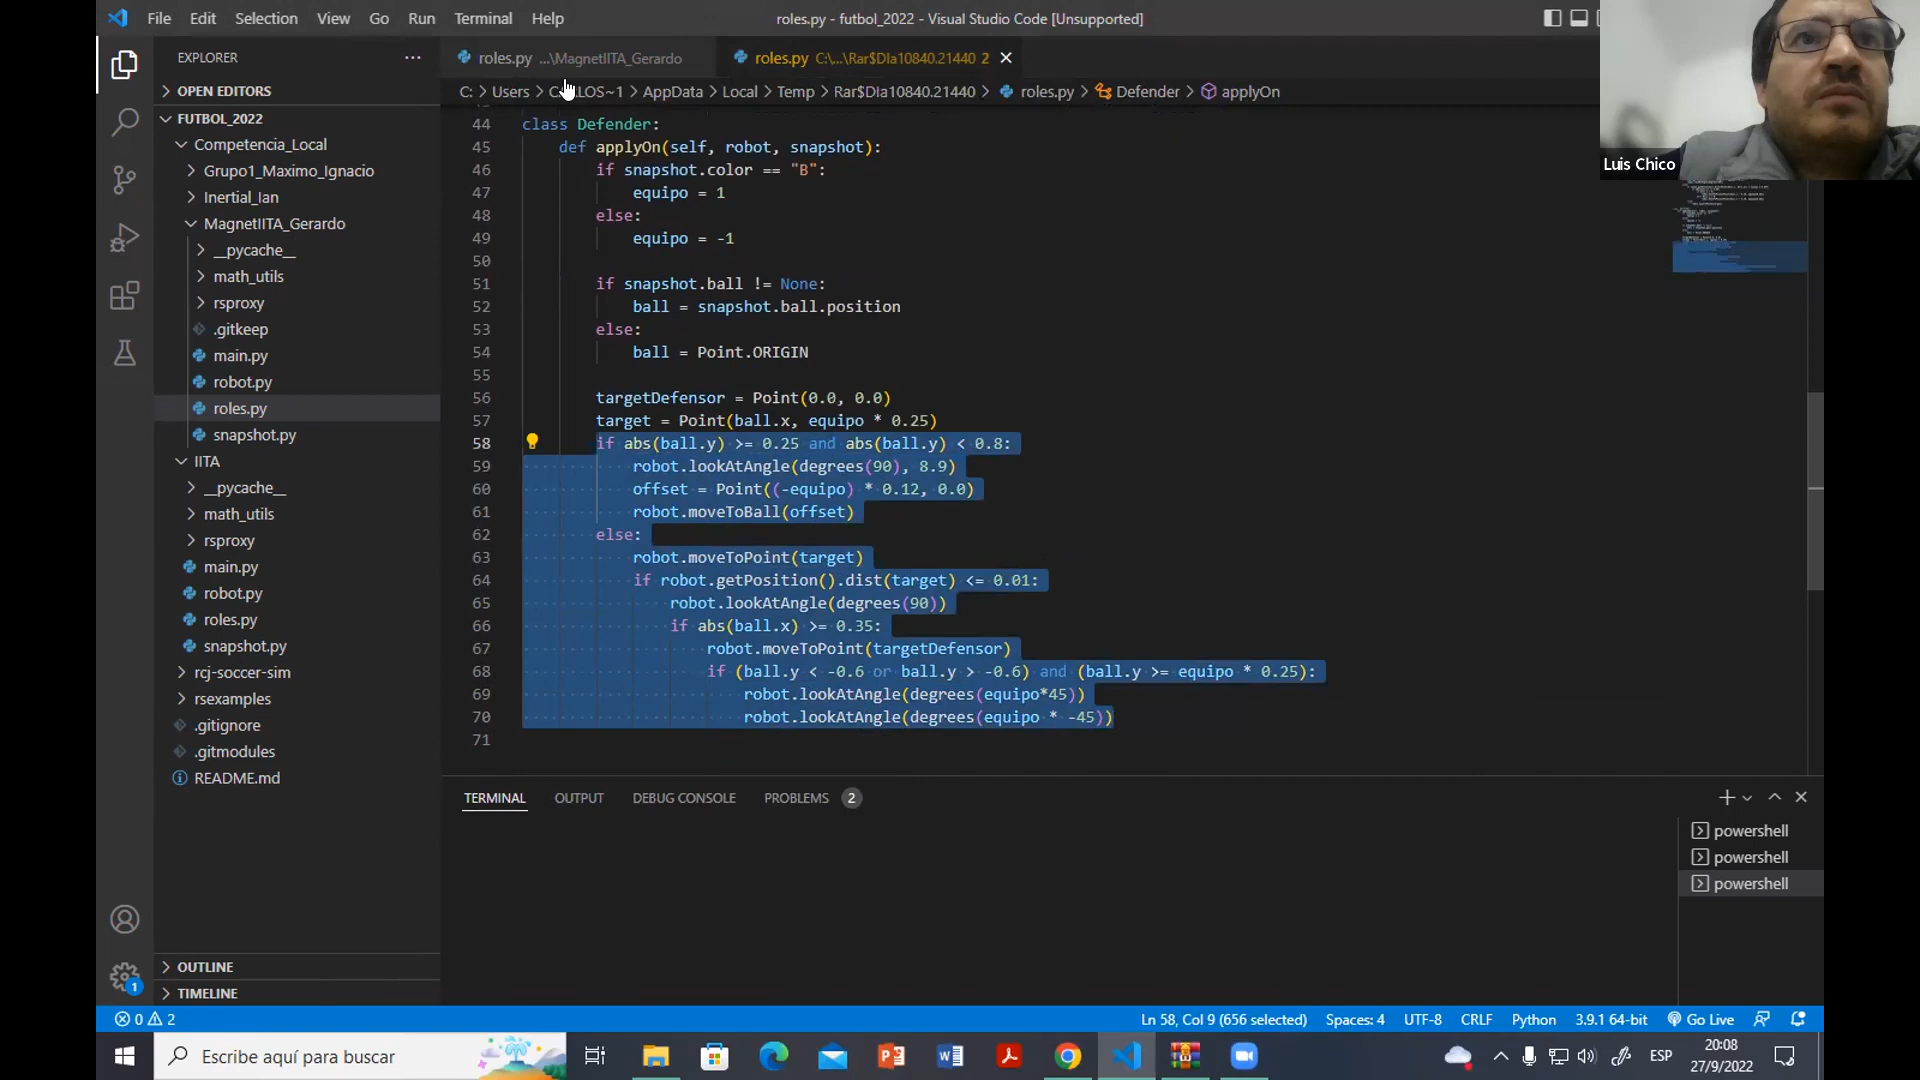 File Edit Selection View Go Run Terminal Help
roles.py - futbol_2022 - Visual Studio Code [Unsupported]
EXPLORER
roles.py ...\MagnetIITA_Gerardo
roles.py C:\...\Rar$DIa10840.21440 2
C: > Users > > AppData > Local > Temp > Rar$DIa10840.21440 > roles.py > Defender > applyOn
OPEN EDITORS
FUTBOL_2022
Competencia_Local
Grupo1_Maximo_Ignacio
Inertial_Ian
MagnetIITA_Gerardo
__pycache__
math_utils
rsproxy
.gitkeep
main.py
robot.py
roles.py
snapshot.py
IITA
__pycache__
math_utils
rsproxy
main.py
robot.py
roles.py
snapshot.py
rcj-soccer-sim
rsexamples
.gitignore
.gitmodules
README.md
OUTLINE
TIMELINE
44 class Defender:
45 def applyOn(self, robot, snapshot):
46 if snapshot.color == "B":
47 equipo = 1
48 else:
49 equipo = -1
50
51 if snapshot.ball != None:
52 ball = snapshot.ball.position
53 else:
54 ball = Point.ORIGIN
55
56 targetDefensor = Point(0.0, 0.0)
57 target = Point(ball.x, equipo * 0.25)
58 if abs(ball.y) >= 0.25 and abs(ball.y) < 0.8:
59 robot.lookAtAngle(degrees(90), 8.9)
60 offset = Point((-equipo) * 0.12, 0.0)
61 robot.moveToBall(offset)
62 else:
63 robot.moveToPoint(target)
64 if robot.getPosition().dist(target) <= 0.01:
65 robot.lookAtAngle(degrees(90))
66 if abs(ball.x) >= 0.35:
67 robot.moveToPoint(targetDefensor)
68 if (ball.y < -0.6 or ball.y > -0.6) and (ball.y >= equipo * 0.25):
69 robot.lookAtAngle(degrees(equipo*45))
70 robot.lookAtAngle(degrees(equipo * -45))
71
Luis Chico
TERMINAL OUTPUT DEBUG CONSOLE PROBLEMS 2
powershell
powershell
powershell
1
0 2
Ln 58, Col 9 (656 selected) Spaces: 4 UTF-8 CRLF Python 3.9.1 64-bit Go Live
Escribe aquí para buscar
ESP
20:08
27/9/2022